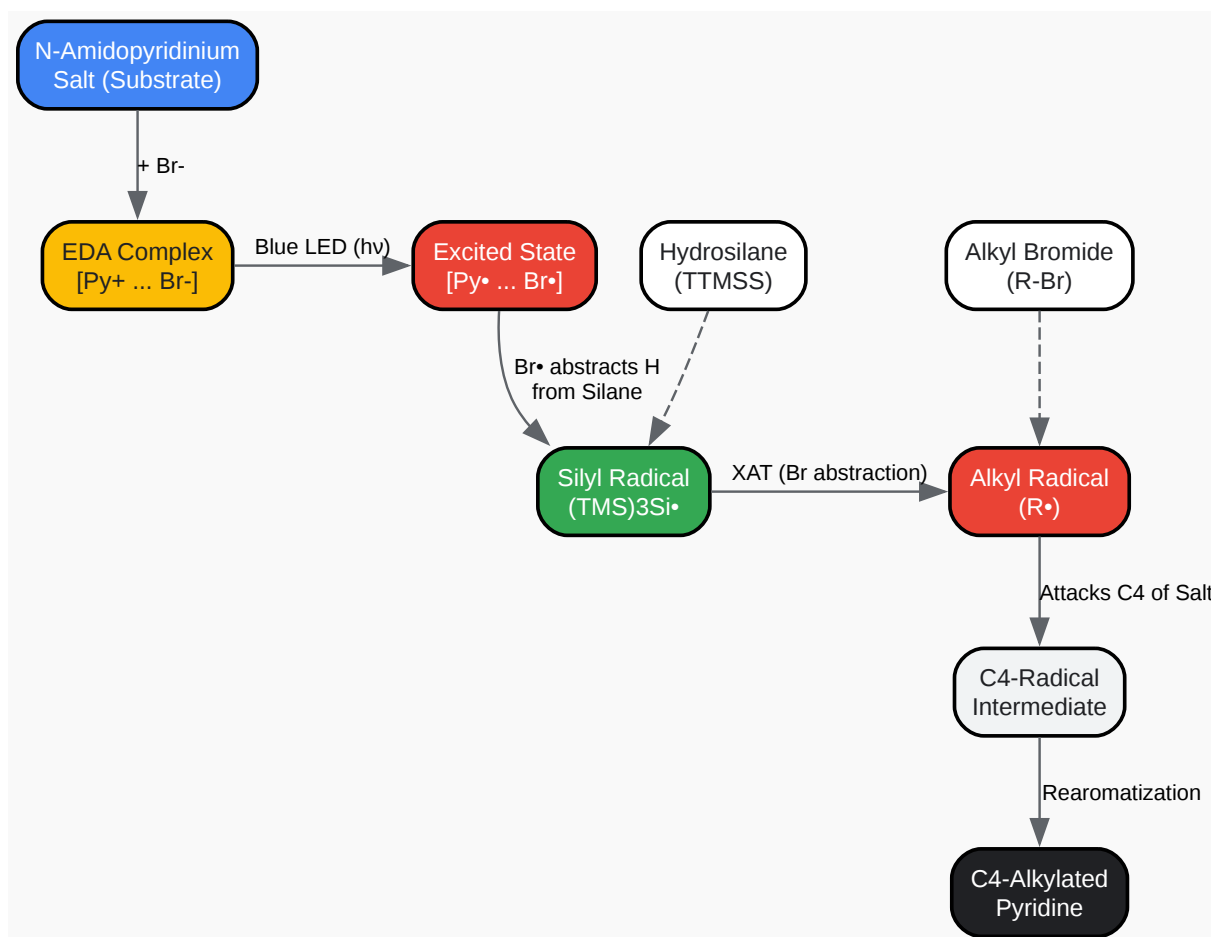 N-Amidopyridinium
Salt (Substrate)
+ Br-
EDA Complex
[Py+ ... Br-]
Blue LED (hν)
Excited State
[Py• ... Br•]
Hydrosilane
(TTMSS)
Alkyl Bromide
(R-Br)
Br• abstracts H
from Silane
Silyl Radical
(TMS)3Si•
XAT (Br abstraction)
Alkyl Radical
(R•)
Attacks C4 of Salt
C4-Radical
Intermediate
Rearomatization
C4-Alkylated
Pyridine